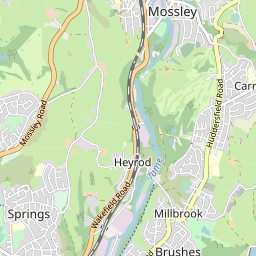 Mossley
Carr
Mossley Road
Huddersfield Road
Heyrod
Tame
Wakefield Road
Springs
Millbrook
Brushes